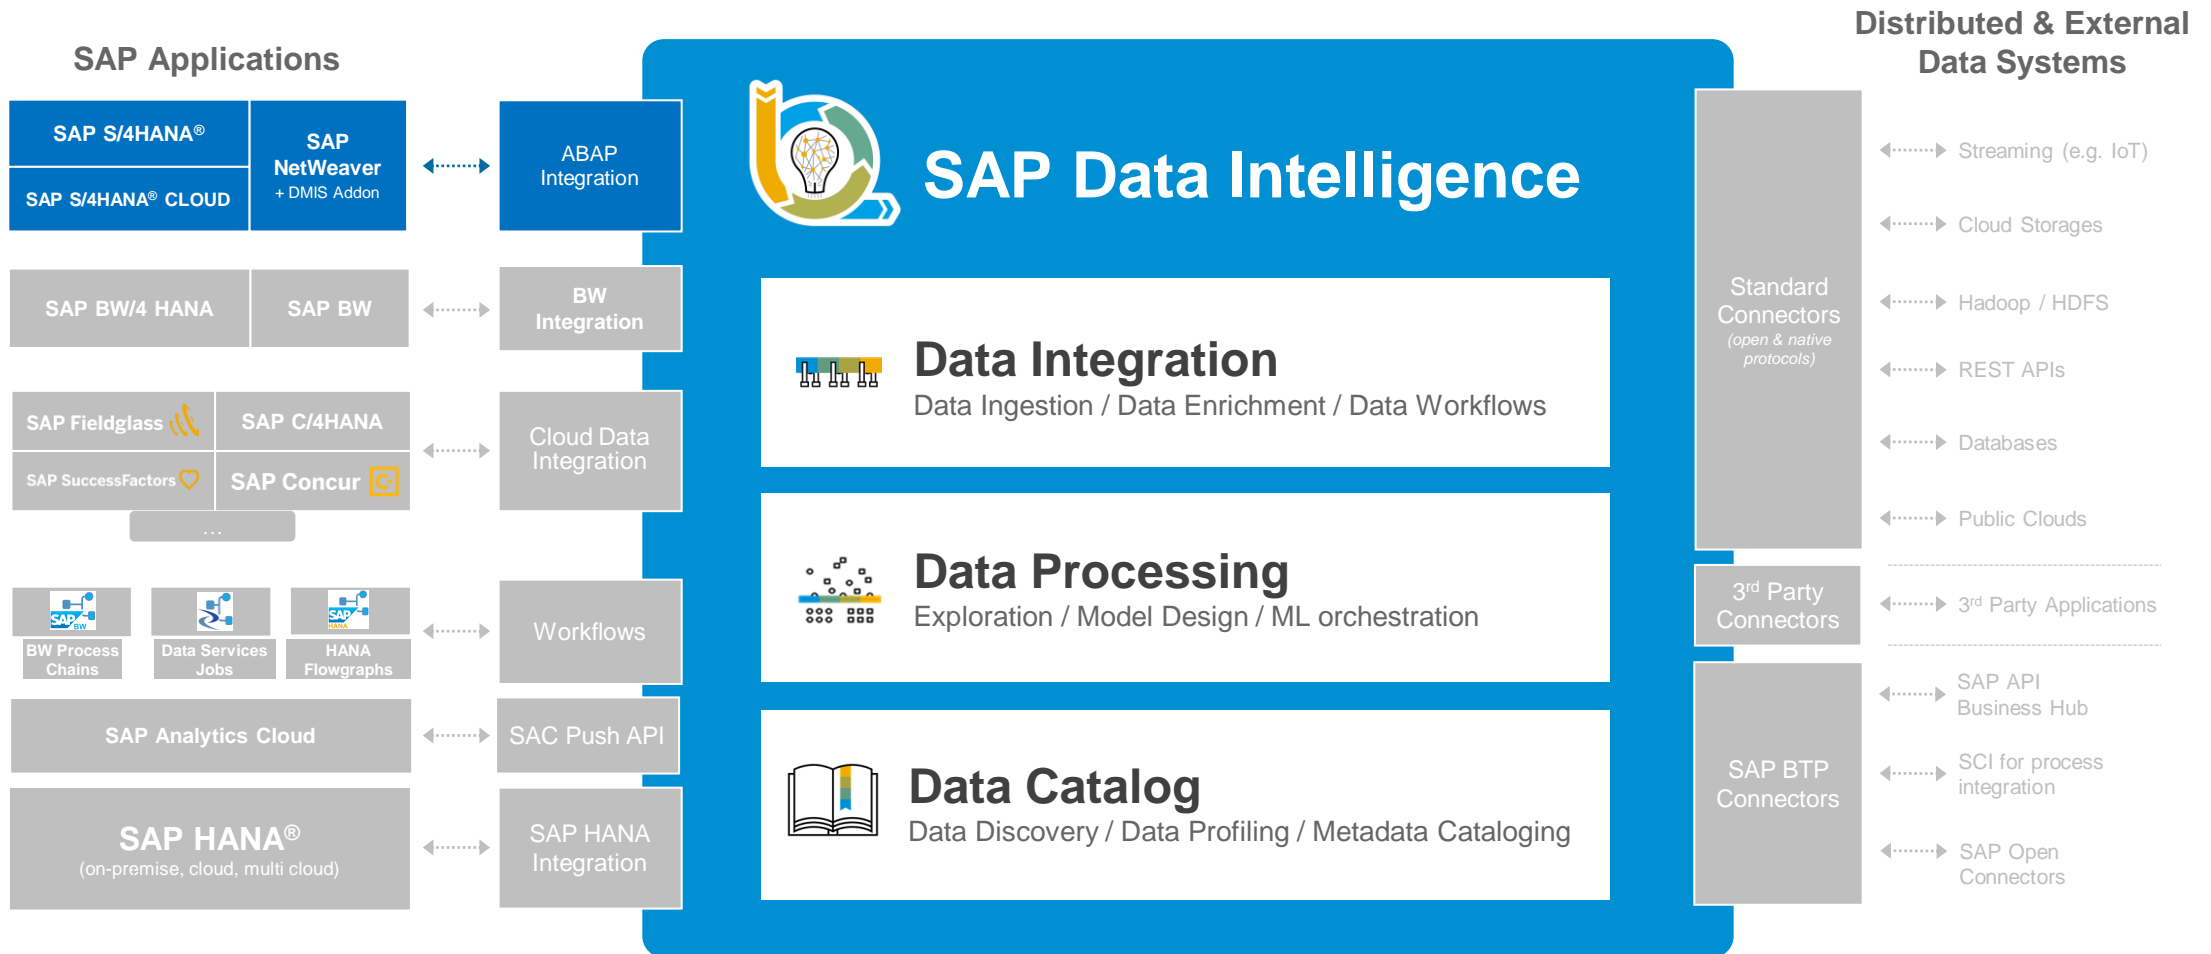 SAP Applications
SAP S/4HANA®
SAP S/4HANA® CLOUD
SAP
NetWeaver
+ DMIS Addon
ABAP
Integration
SAP BW/4 HANA
SAP BW
BW
Integration
SAP Fieldglass
SAP C/4HANA
SAP SuccessFactors
SAP Concur C·
...
Cloud Data
Integration
SAP BW
SAP HANA
BW Process
Chains
Data Services
Jobs
HANA
Flowgraphs
Workflows
SAP Analytics Cloud
SAC Push API
SAP HANA®
(on-premise, cloud, multi cloud)
SAP HANA
Integration
SAP Data Intelligence
Data Integration
Data Ingestion / Data Enrichment / Data Workflows
Data Processing
Exploration / Model Design / ML orchestration
Data Catalog
Data Discovery / Data Profiling / Metadata Cataloging
Distributed & External
Data Systems
Standard
Connectors
(open & native
protocols)
Streaming (e.g. IoT)
Cloud Storages
Hadoop / HDFS
REST APIs
Databases
Public Clouds
3rd Party
Connectors
3rd Party Applications
SAP BTP
Connectors
SAP API
Business Hub
SCI for process
integration
SAP Open
Connectors